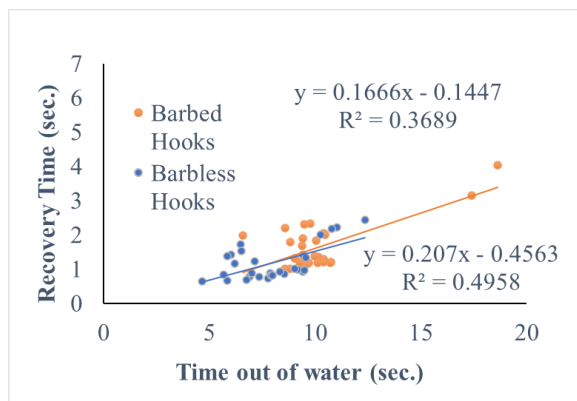 7
6
5
4
3
2
1
0
Recovery Time (sec.)
y = 0.1666x - 0.1447
R² = 0.3689
Barbed
Hooks
Barbless
Hooks
y = 0.207x - 0.4563
R² = 0.4958
0 5 10 15 20
Time out of water (sec.)